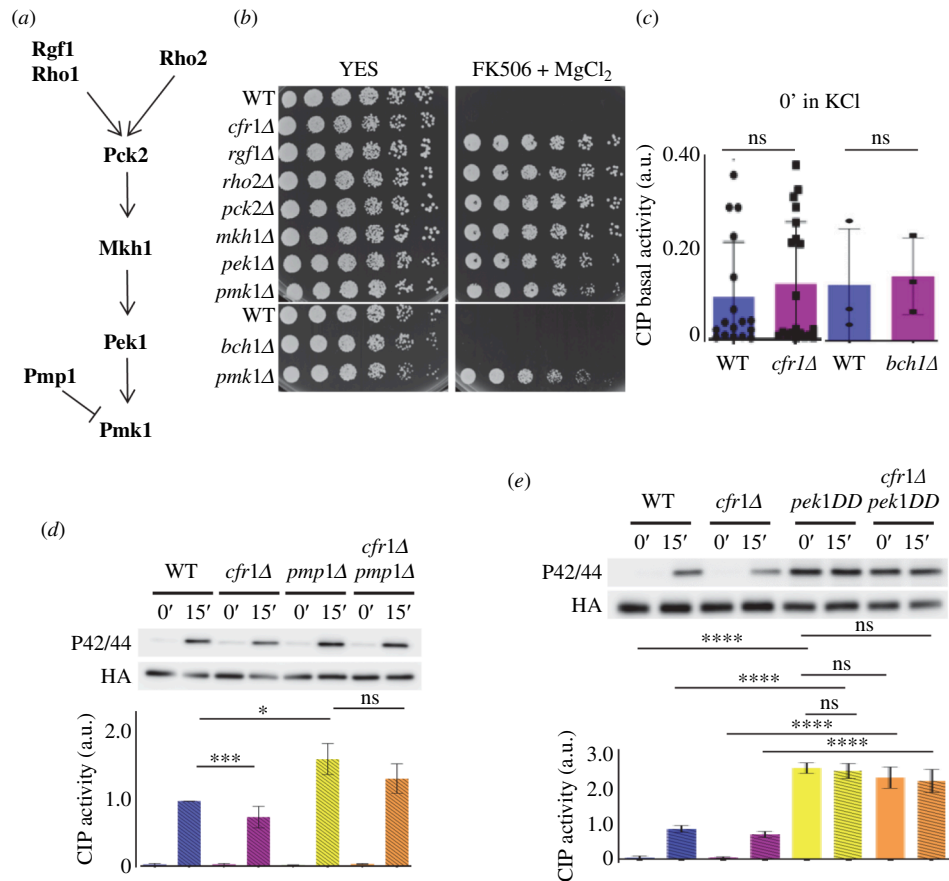 (a)
Rgf1
Rho1
Rho2
Pck2
Mkh1
Pek1
Pmp1
Pmk1
(b)
YES
FK506 + MgCl2
WT
cfr1Δ
rgf1Δ
rho2Δ
pck2Δ
mkh1Δ
pek1Δ
pmk1Δ
WT
bch1Δ
pmk1Δ
(c)
0' in KCl
ns ns
0.40
0.20
0
CIP basal activity (a.u.)
WT cfr1Δ WT bch1Δ
(d)
WT cfr1Δ pmp1Δ cfr1Δ pmp1Δ
0' 15' 0' 15' 0' 15' 0' 15'
P42/44
HA
ns
*
***
2.0
1.0
0
CIP activity (a.u.)
(e)
WT cfr1Δ pek1DD cfr1Δ pek1DD
0' 15' 0' 15' 0' 15' 0' 15'
P42/44
HA
ns
****
ns
****
ns
****
****
3.0
2.0
1.0
0
CIP activity (a.u.)